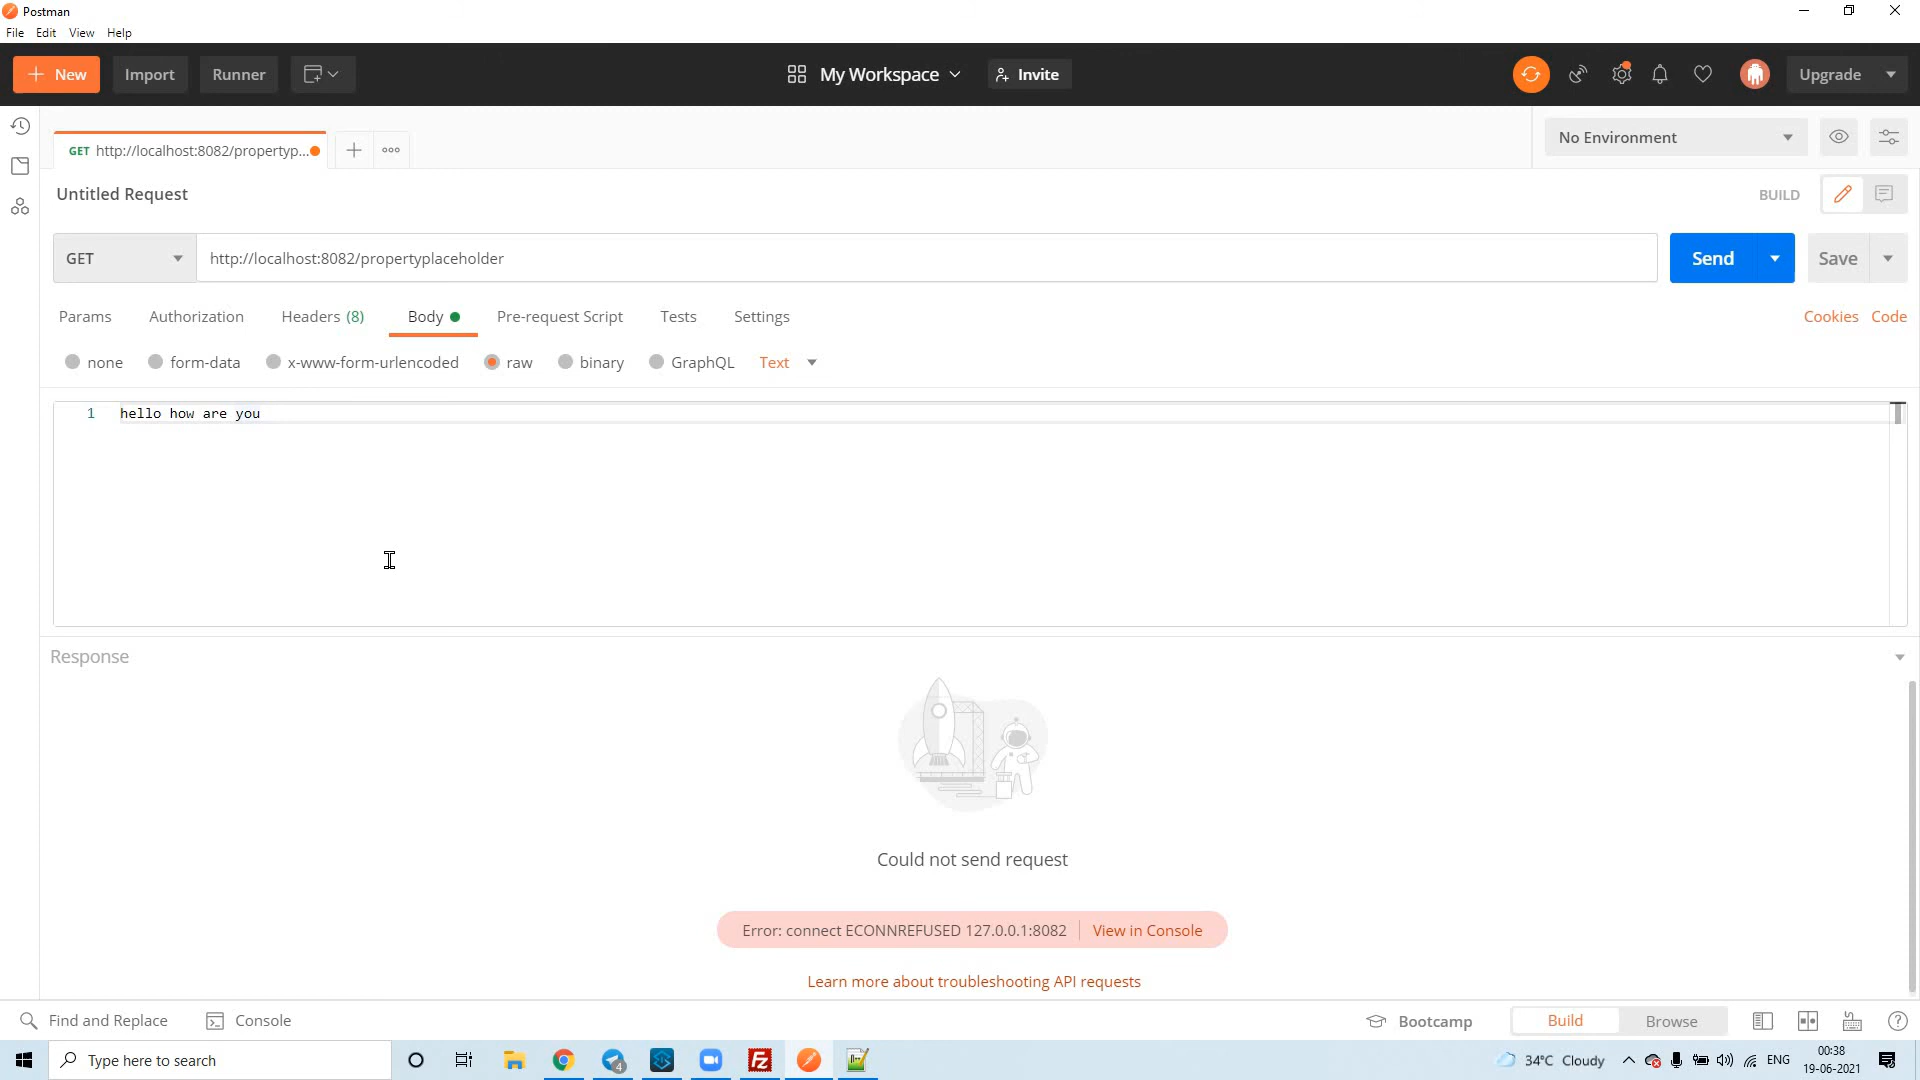 Postman
File Edit View Help
New Import Runner My Workspace Invite Upgrade
GET http://localhost:8082/propertyp... No Environment
Untitled Request BUILD
GET http://localhost:8082/propertyplaceholder Send Save
Params Authorization Headers (8) Body Pre-request Script Tests Settings Cookies Code
none form-data x-www-form-urlencoded raw binary GraphQL Text
1 hello how are you
Response
Could not send request
Error: connect ECONNREFUSED 127.0.0.1:8082 View in Console
Learn more about troubleshooting API requests
Find and Replace Console Bootcamp Build Browse
Type here to search 4 34°C Cloudy ENG 00:38
19-06-2021